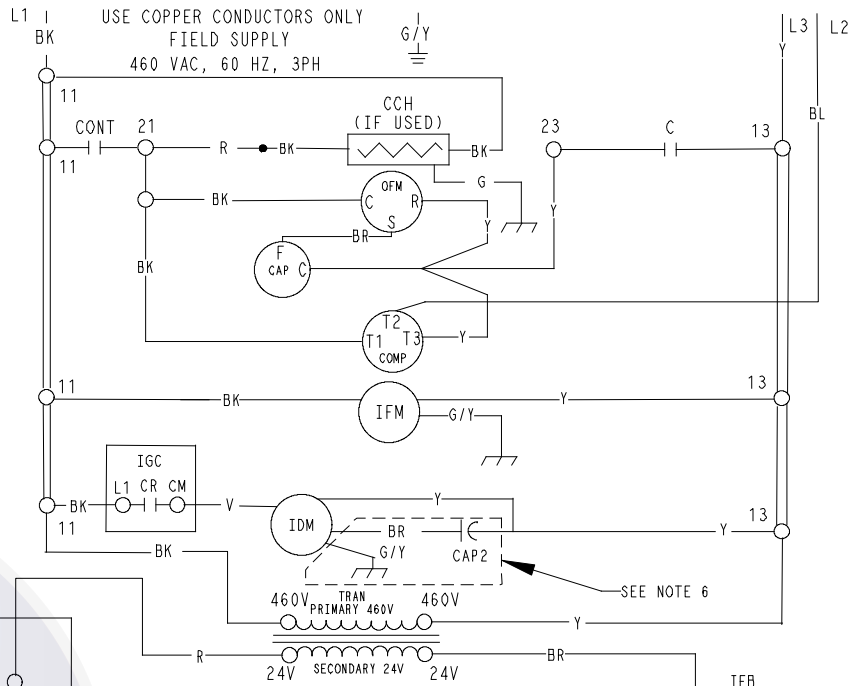 L1
BK
USE COPPER CONDUCTORS ONLY
FIELD SUPPLY
460 VAC, 60 HZ, 3PH
G/Y
L3
L2
Y
BL
11
CONT
21
CCH
(IF USED)
23
C
13
11
R
BK
BK
G
BK
OFM
C
R
S
Y
Y
BR
F
CAP
C
BK
T2
T1
T3
COMP
Y
11
BK
IFM
Y
13
G/Y
IGC
L1
CR
CM
BK
V
11
IDM
Y
BR
CAP2
G/Y
Y
13
BK
SEE NOTE 6
460V
TRAN
PRIMARY 460V
460V
Y
R
24V
SECONDARY 24V
24V
BR